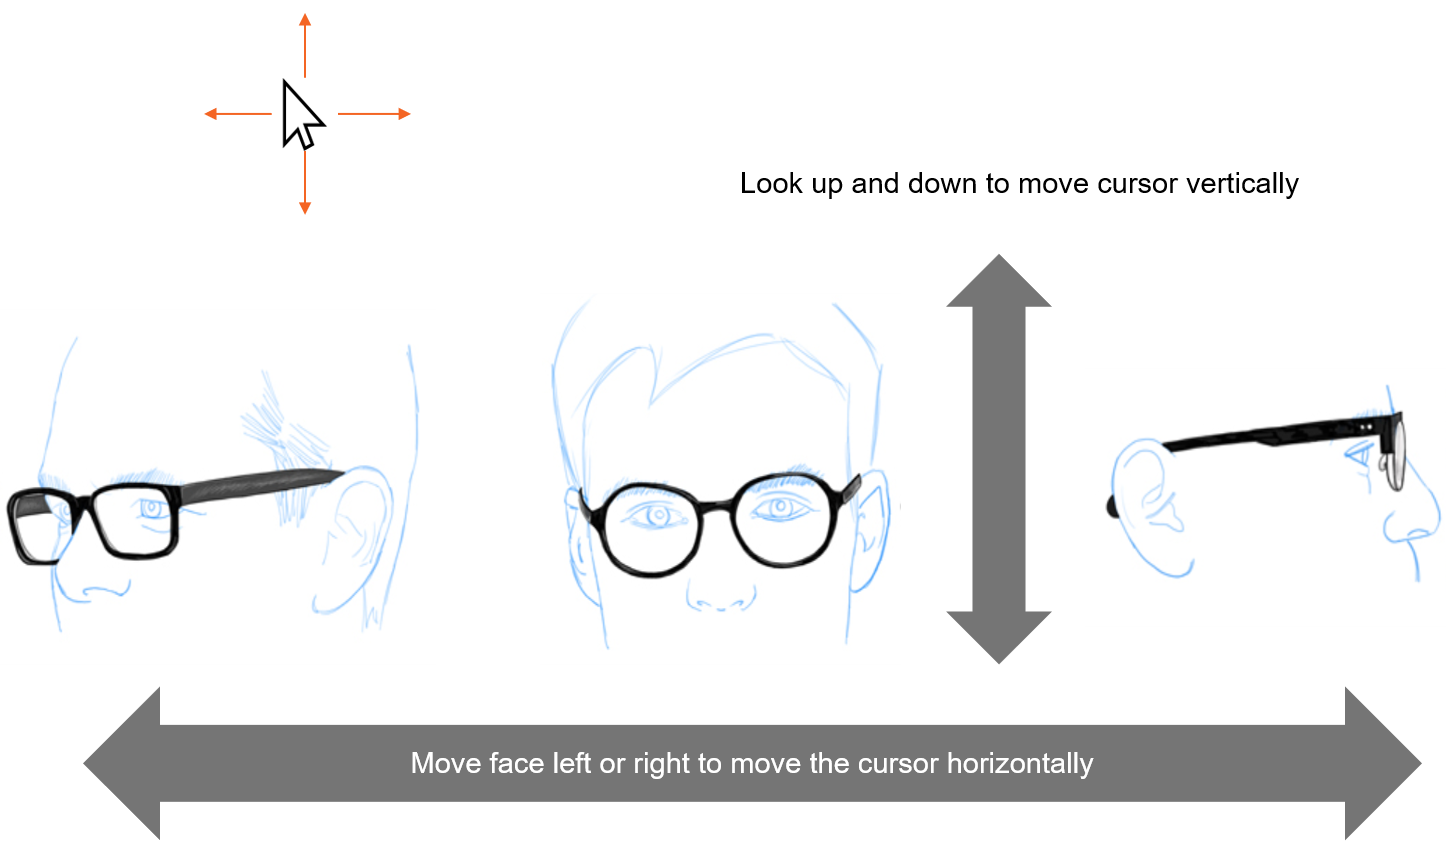 Look up and down to move cursor vertically
Move face left or right to move the cursor horizontally